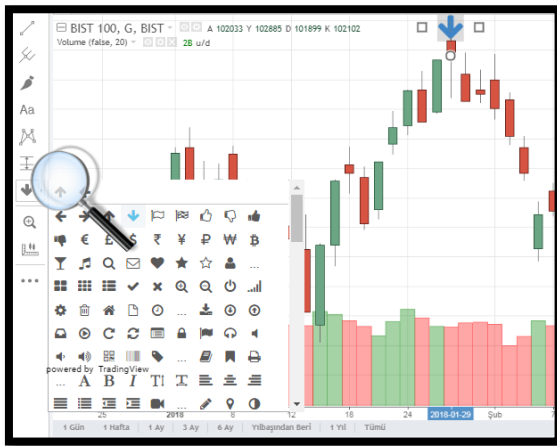 BIST 100, G, BIST A 102033 Y 102885 D 101899 K 102102
Volume (false, 20) 2B u/d
Aa
powered by TradingView
25 2018 8 12 18 24 2018-01-29 Şub 7
1 Gün 1 Hafta 1 Ay 3 Ay 6 Ay Yılbaşından Beri 1 Yıl Tümü